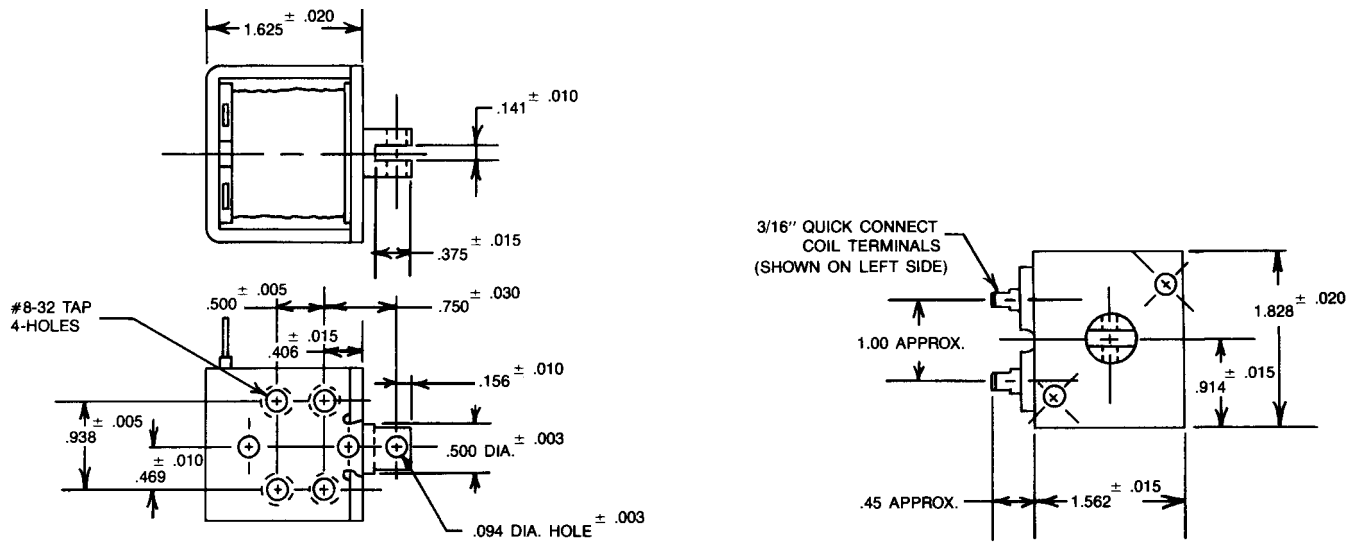 1.625 ± .020
.141 ± .010
.375 ± .015
#8-32 TAP
4-HOLES
.500 ± .005
.750 ± .030
.406 ± .015
.156 ± .010
.938 ± .005
.469 ± .010
.500 DIA. ± .003
.094 DIA. HOLE ± .003
3/16" QUICK CONNECT
COIL TERMINALS
(SHOWN ON LEFT SIDE)
1.00 APPROX.
1.828 ± .020
.914 ± .015
.45 APPROX.
1.562 ± .015